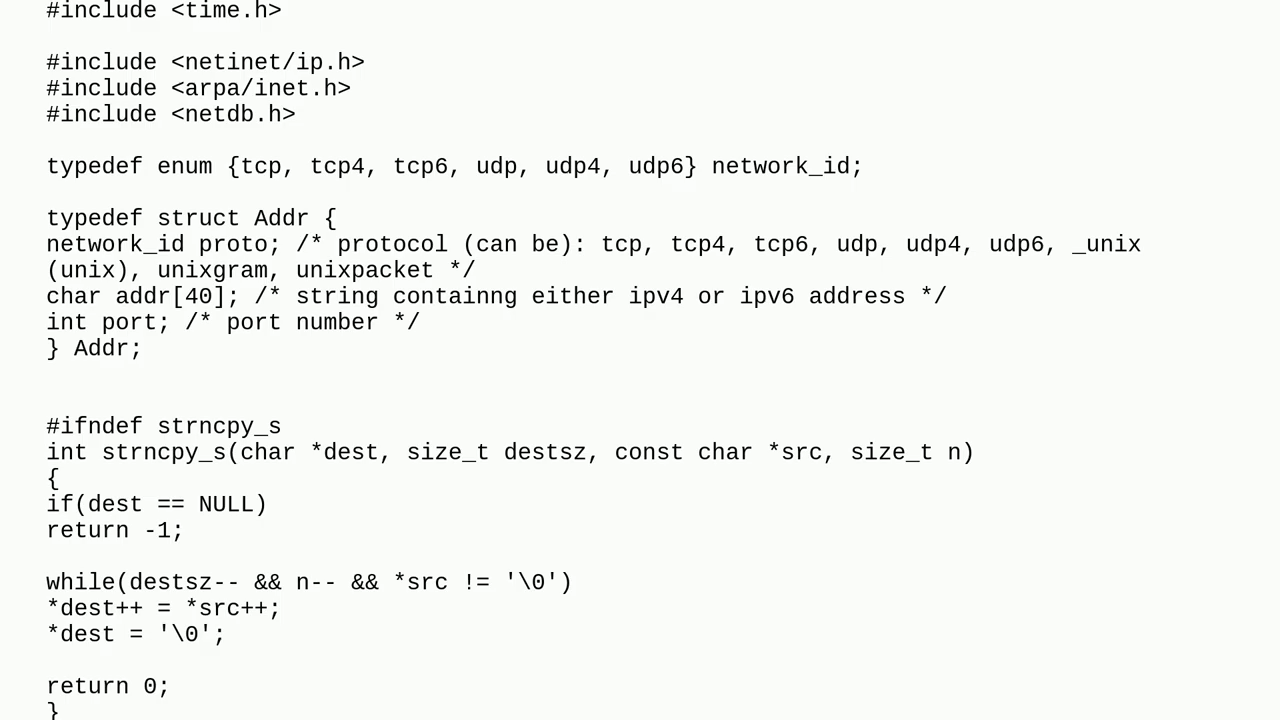 #include <time.h>
#include <netinet/ip.h>
#include <arpa/inet.h>
#include <netdb.h>
typedef enum {tcp, tcp4, tcp6, udp, udp4, udp6} network_id;
typedef struct Addr {
network_id proto; /* protocol (can be): tcp, tcp4, tcp6, udp, udp4, udp6, _unix
(unix), unixgram, unixpacket */
char addr[40]; /* string containng either ipv4 or ipv6 address */
int port; /* port number */
} Addr;
#ifndef strncpy_s
int strncpy_s(char *dest, size_t destsz, const char *src, size_t n)
{
if(dest == NULL)
return -1;
while(destsz-- && n-- && *src != '\0')
*dest++ = *src++;
*dest = '\0';
return 0;
}